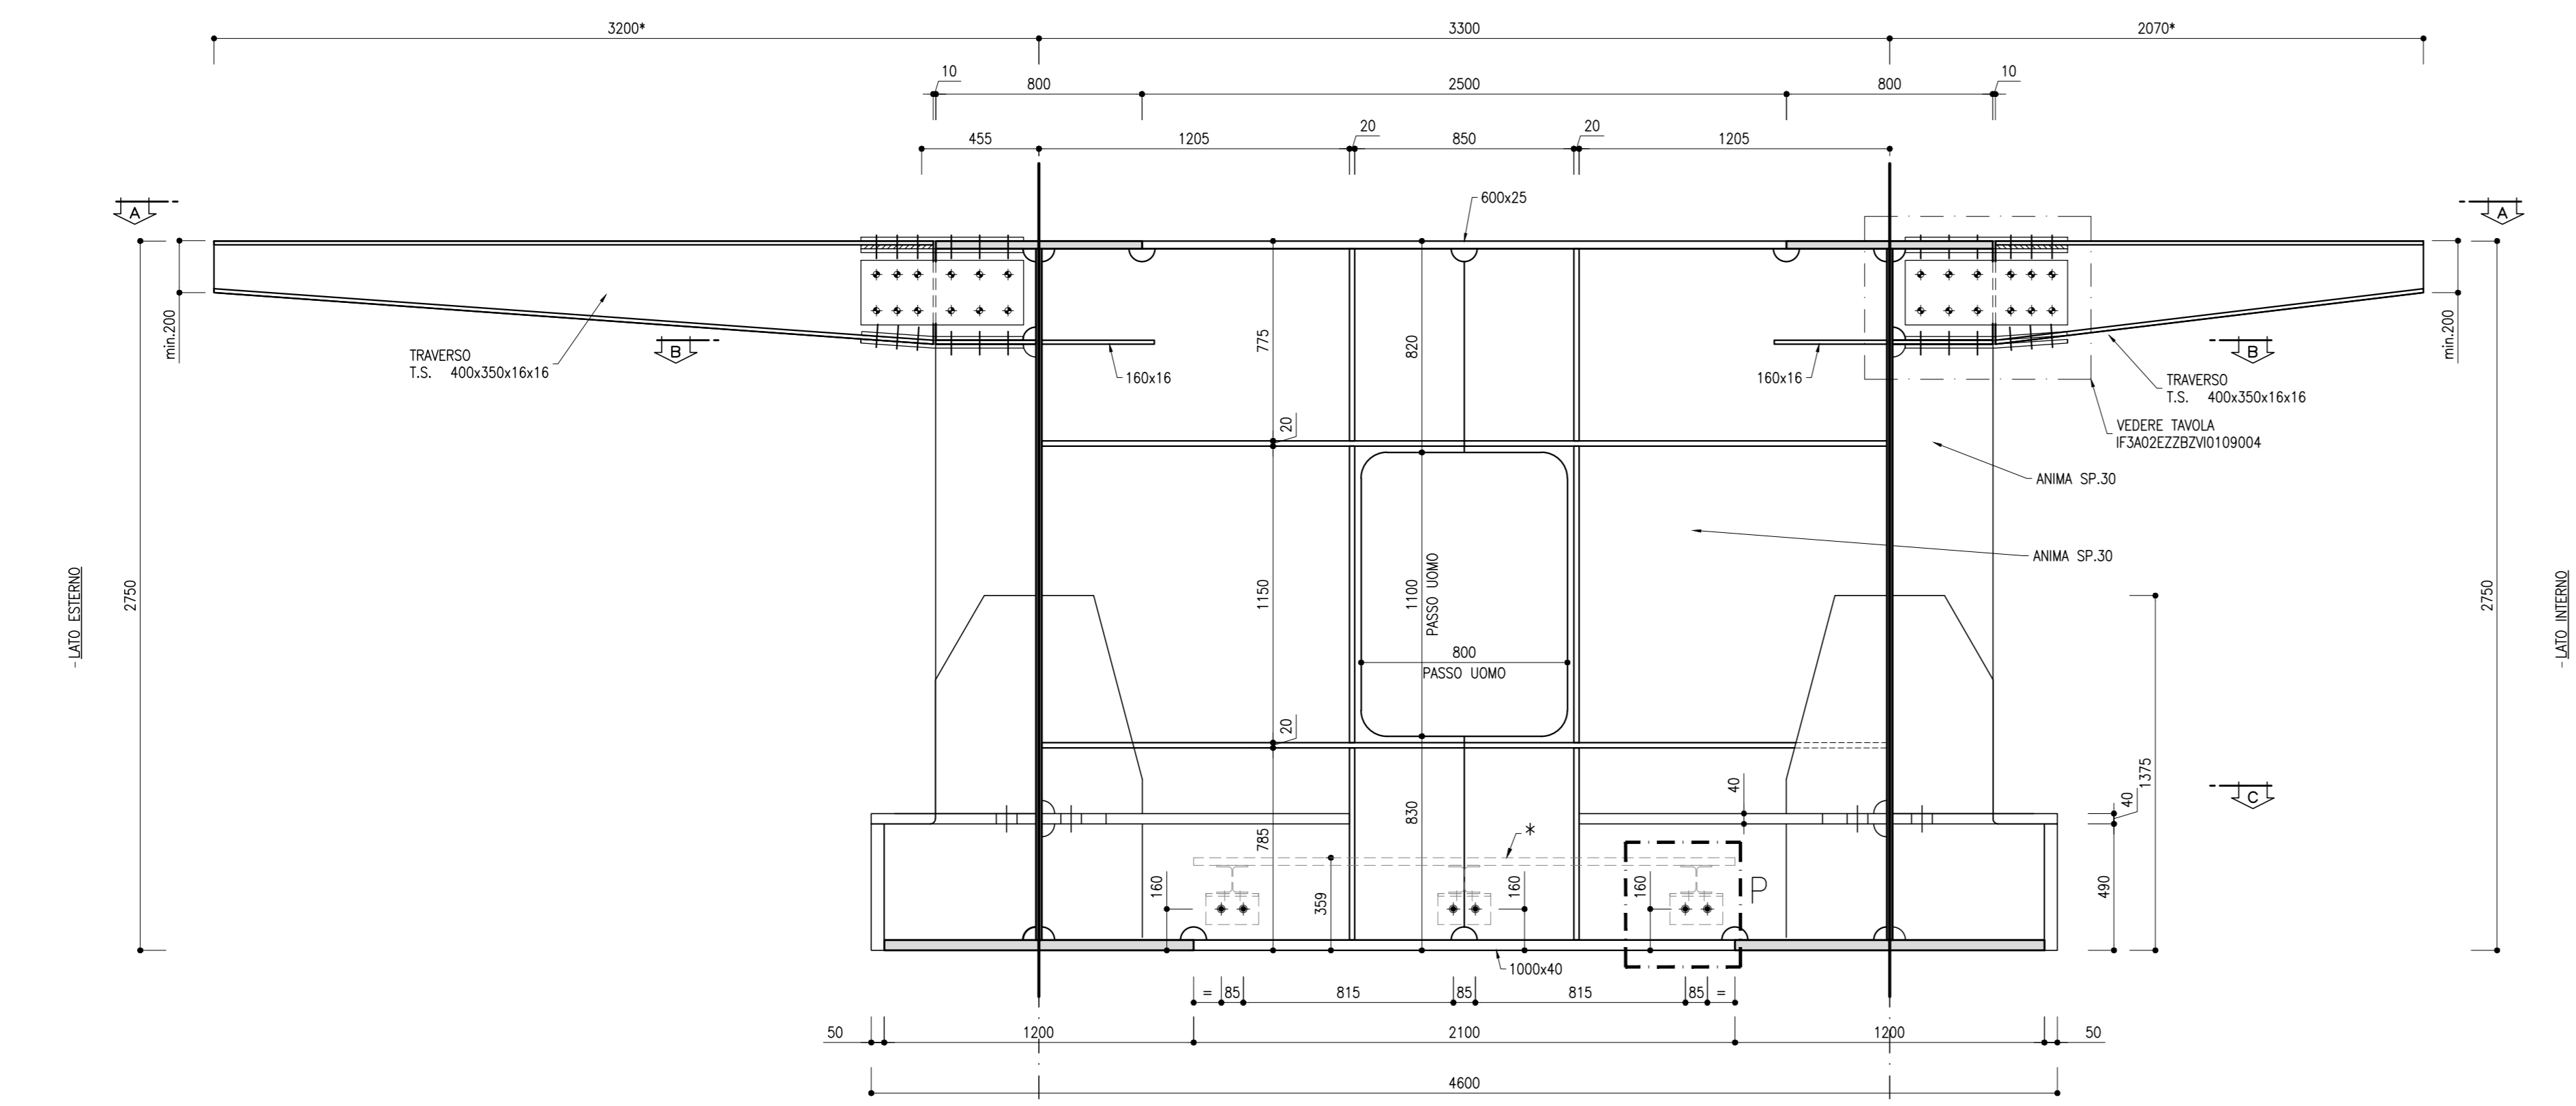 3200*
3300
2070*
10
800
2500
800
10
455
1205
20
850
20
1205
600x25
A
A
min.200
775
820
min.200
B
B
TRAVERSO
T.S. 400x350x16x16
160x16
160x16
TRAVERSO
T.S. 400x350x16x16
20
VEDERE TAVOLA
IF3A02EZZBZVI0109004
ANIMA SP.30
ANIMA SP.30
- LATO ESTERNO
2750
1150
1100
PASSO UOMO
2750
- LATO INTERNO
800
PASSO UOMO
20
1375
40
40
C
785
830
*
160
359
160
160
P
490
1000x40
=
85
815
85
815
85
=
50
1200
2100
1200
50
4600